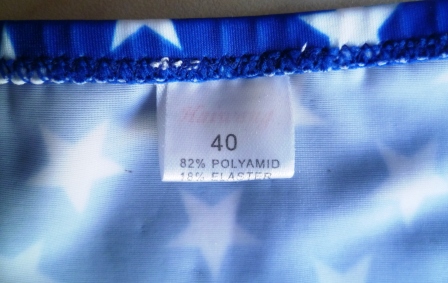 40
82% POLYAMID
18% ELASTER